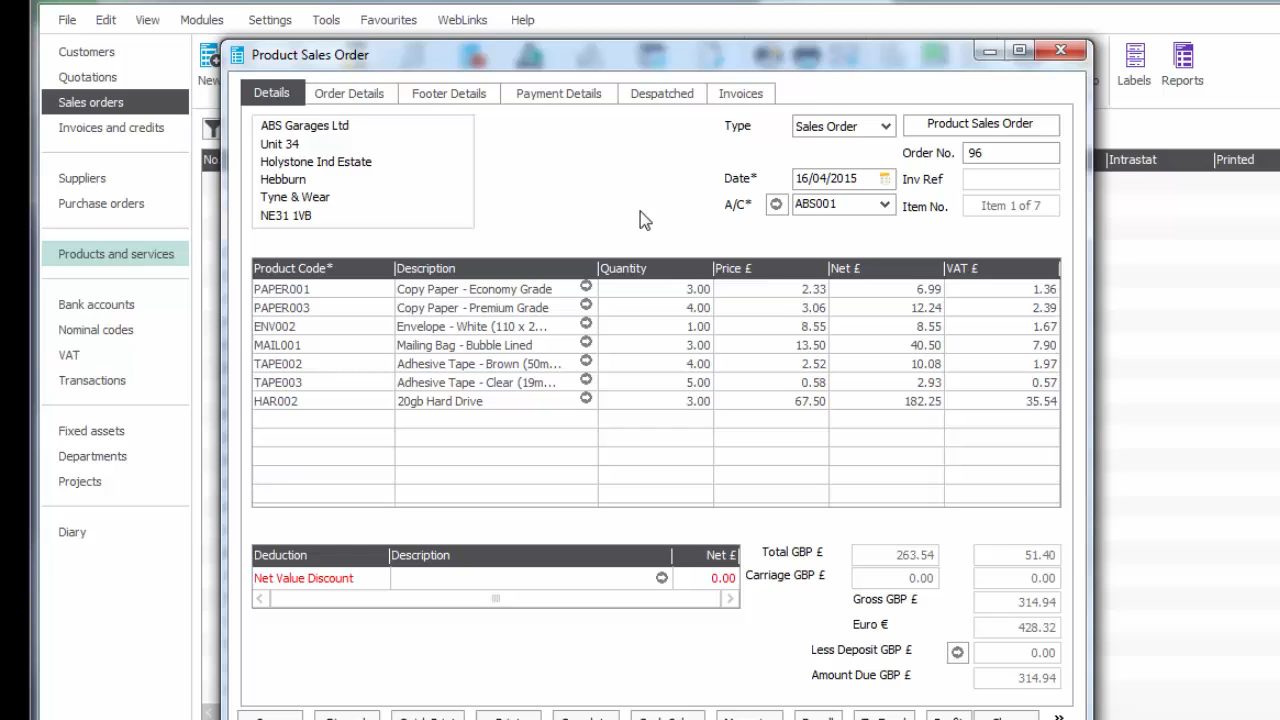 File Edit View Modules Settings Tools Favourites WebLinks Help
Customers
Quotations
Sales orders
Invoices and credits
Suppliers
Purchase orders
Products and services
Bank accounts
Nominal codes
VAT
Transactions
Fixed assets
Departments
Projects
Diary
New
Labels Reports
No
Intrastat Printed
Product Sales Order
Details Order Details Footer Details Payment Details Despatched Invoices
ABS Garages Ltd
Unit 34
Holystone Ind Estate
Hebburn
Tyne & Wear
NE31 1VB
Type Sales Order Product Sales Order
Order No. 96
Date* 16/04/2015 Inv Ref
A/C* ABS001 Item No. Item 1 of 7
Product Code* Description Quantity Price £ Net £ VAT £
PAPER001 Copy Paper - Economy Grade 3.00 2.33 6.99 1.36
PAPER003 Copy Paper - Premium Grade 4.00 3.06 12.24 2.39
ENV002 Envelope - White (110 x 2... 1.00 8.55 8.55 1.67
MAIL001 Mailing Bag - Bubble Lined 3.00 13.50 40.50 7.90
TAPE002 Adhesive Tape - Brown (50m... 4.00 2.52 10.08 1.97
TAPE003 Adhesive Tape - Clear (19m... 5.00 0.58 2.93 0.57
HAR002 20gb Hard Drive 3.00 67.50 182.25 35.54
Deduction Description Net £
Net Value Discount 0.00
Total GBP £ 263.54 51.40
Carriage GBP £ 0.00 0.00
Gross GBP £ 314.94
Euro € 428.32
Less Deposit GBP £ 0.00
Amount Due GBP £ 314.94